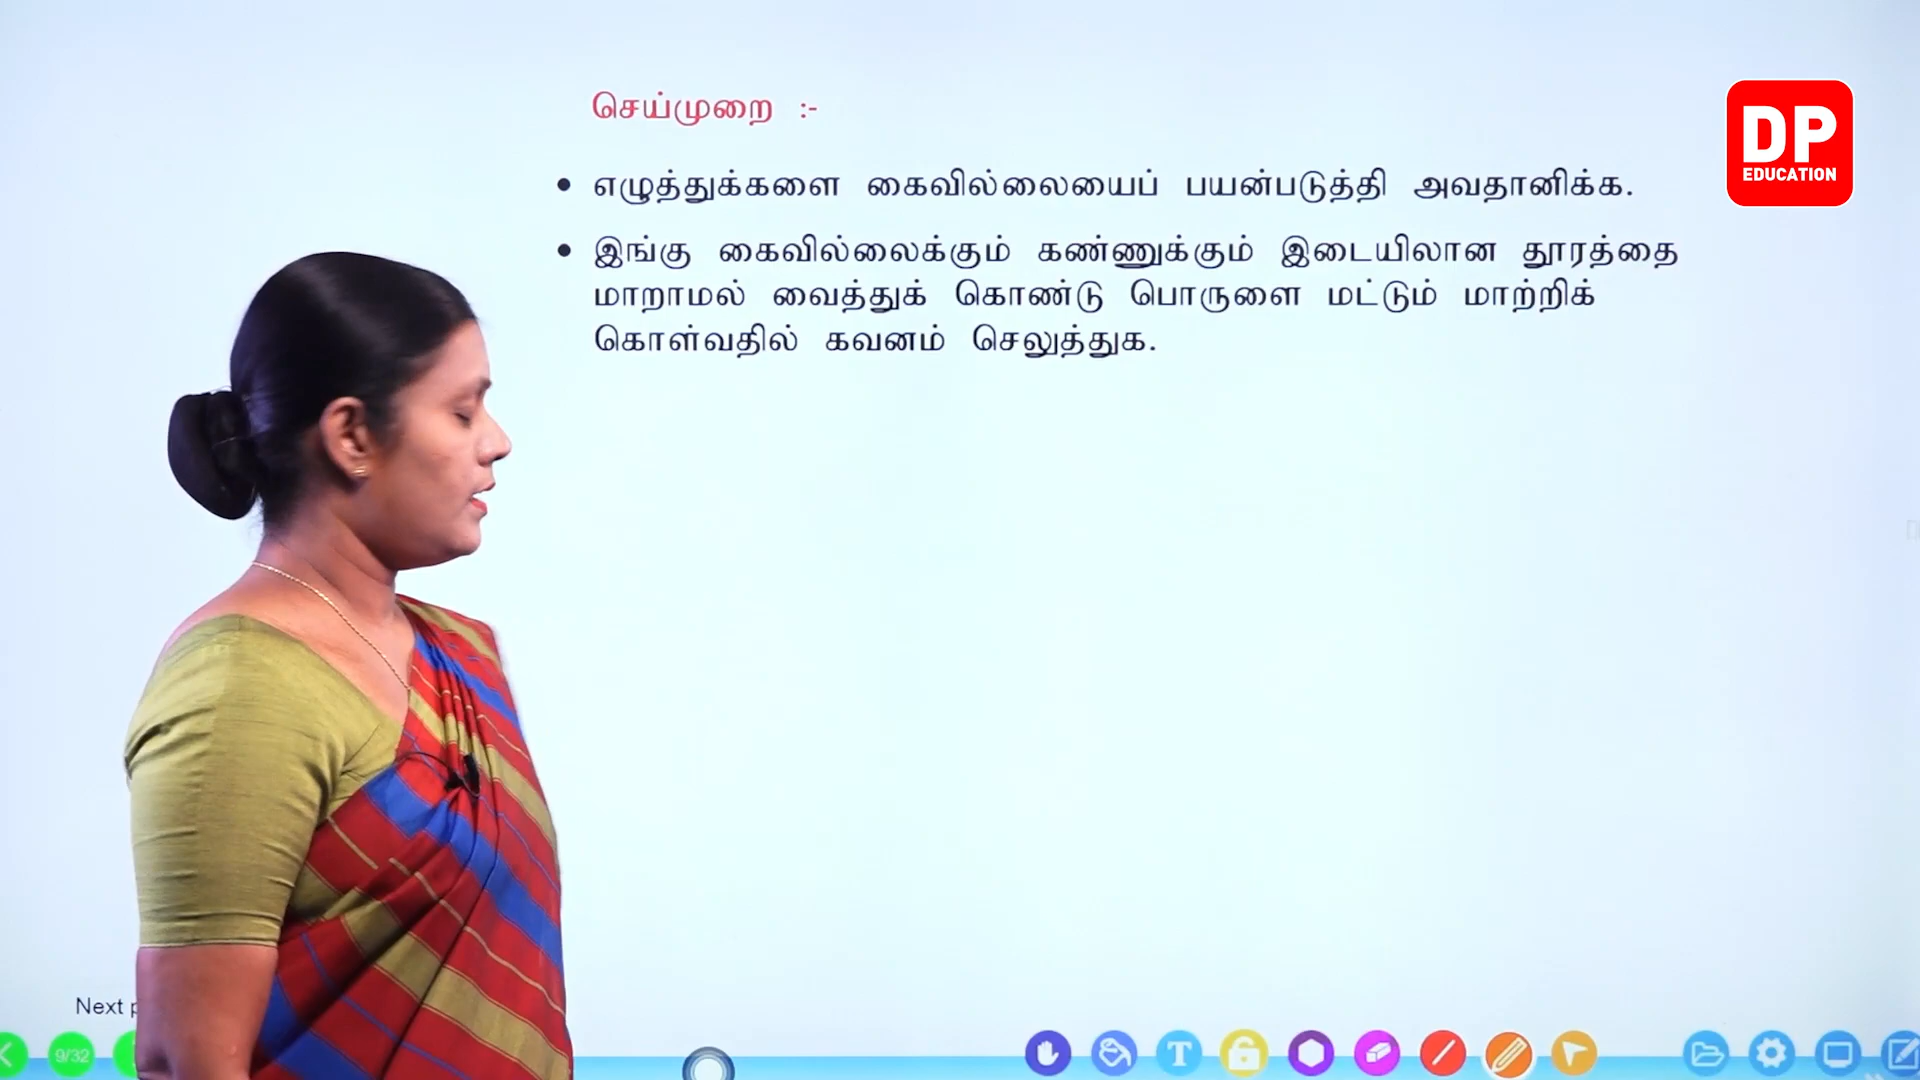 செய்முறை :-
DP
EDUCATION
• எழுத்துக்களை கைவில்லையைப் பயன்படுத்தி அவதானிக்க.
• இங்கு கைவில்லைக்கும் கண்ணுக்கும் இடையிலான தூரத்தை
மாறாமல் வைத்துக் கொண்டு பொருளை மட்டும் மாற்றிக்
கொள்வதில் கவனம் செலுத்துக.
Next
9/32
T